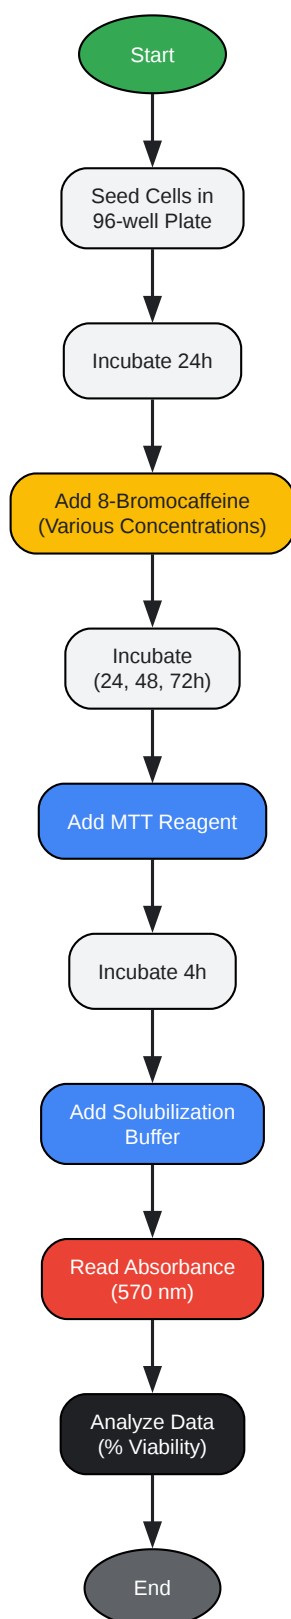 Start
Seed Cells in
96-well Plate
Incubate 24h
Add 8-Bromocaffeine
(Various Concentrations)
Incubate
(24, 48, 72h)
Add MTT Reagent
Incubate 4h
Add Solubilization
Buffer
Read Absorbance
(570 nm)
Analyze Data
(% Viability)
End